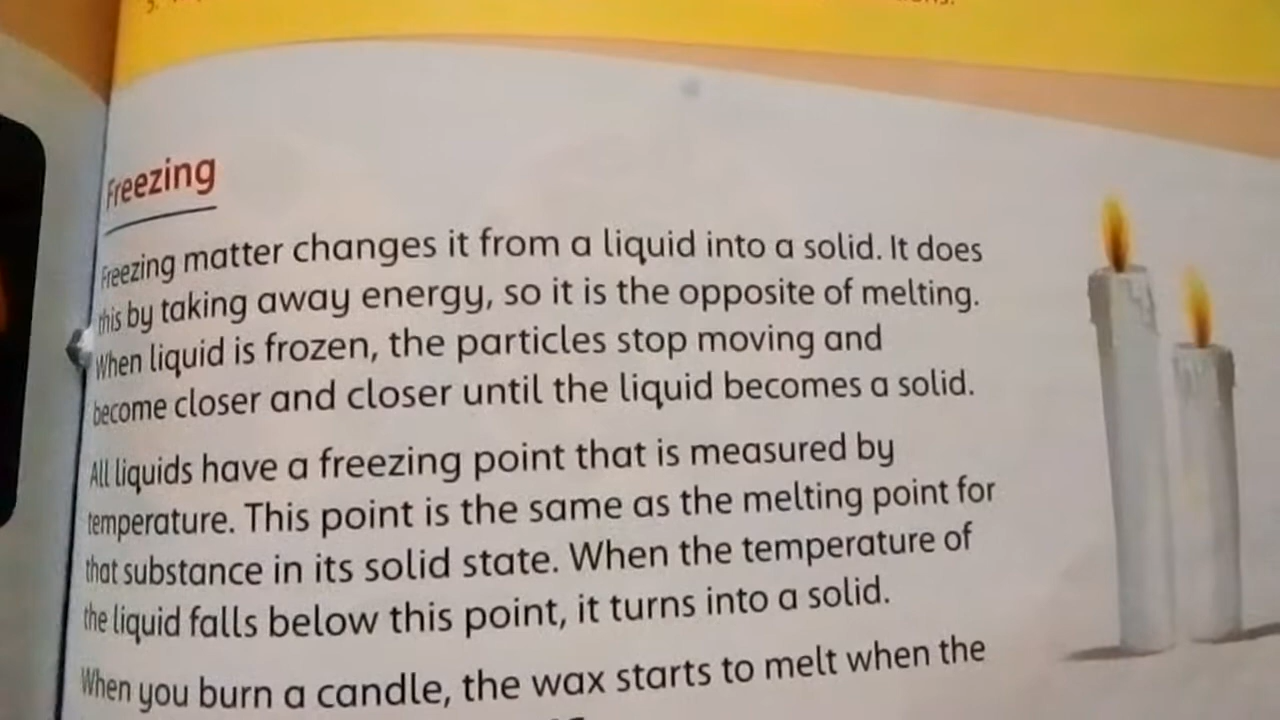 Freezing
Freezing matter changes it from a liquid into a solid. It does
this by taking away energy, so it is the opposite of melting.
When liquid is frozen, the particles stop moving and
become closer and closer until the liquid becomes a solid.
All liquids have a freezing point that is measured by
temperature. This point is the same as the melting point for
that substance in its solid state. When the temperature of
the liquid falls below this point, it turns into a solid.
When you burn a candle, the wax starts to melt when the